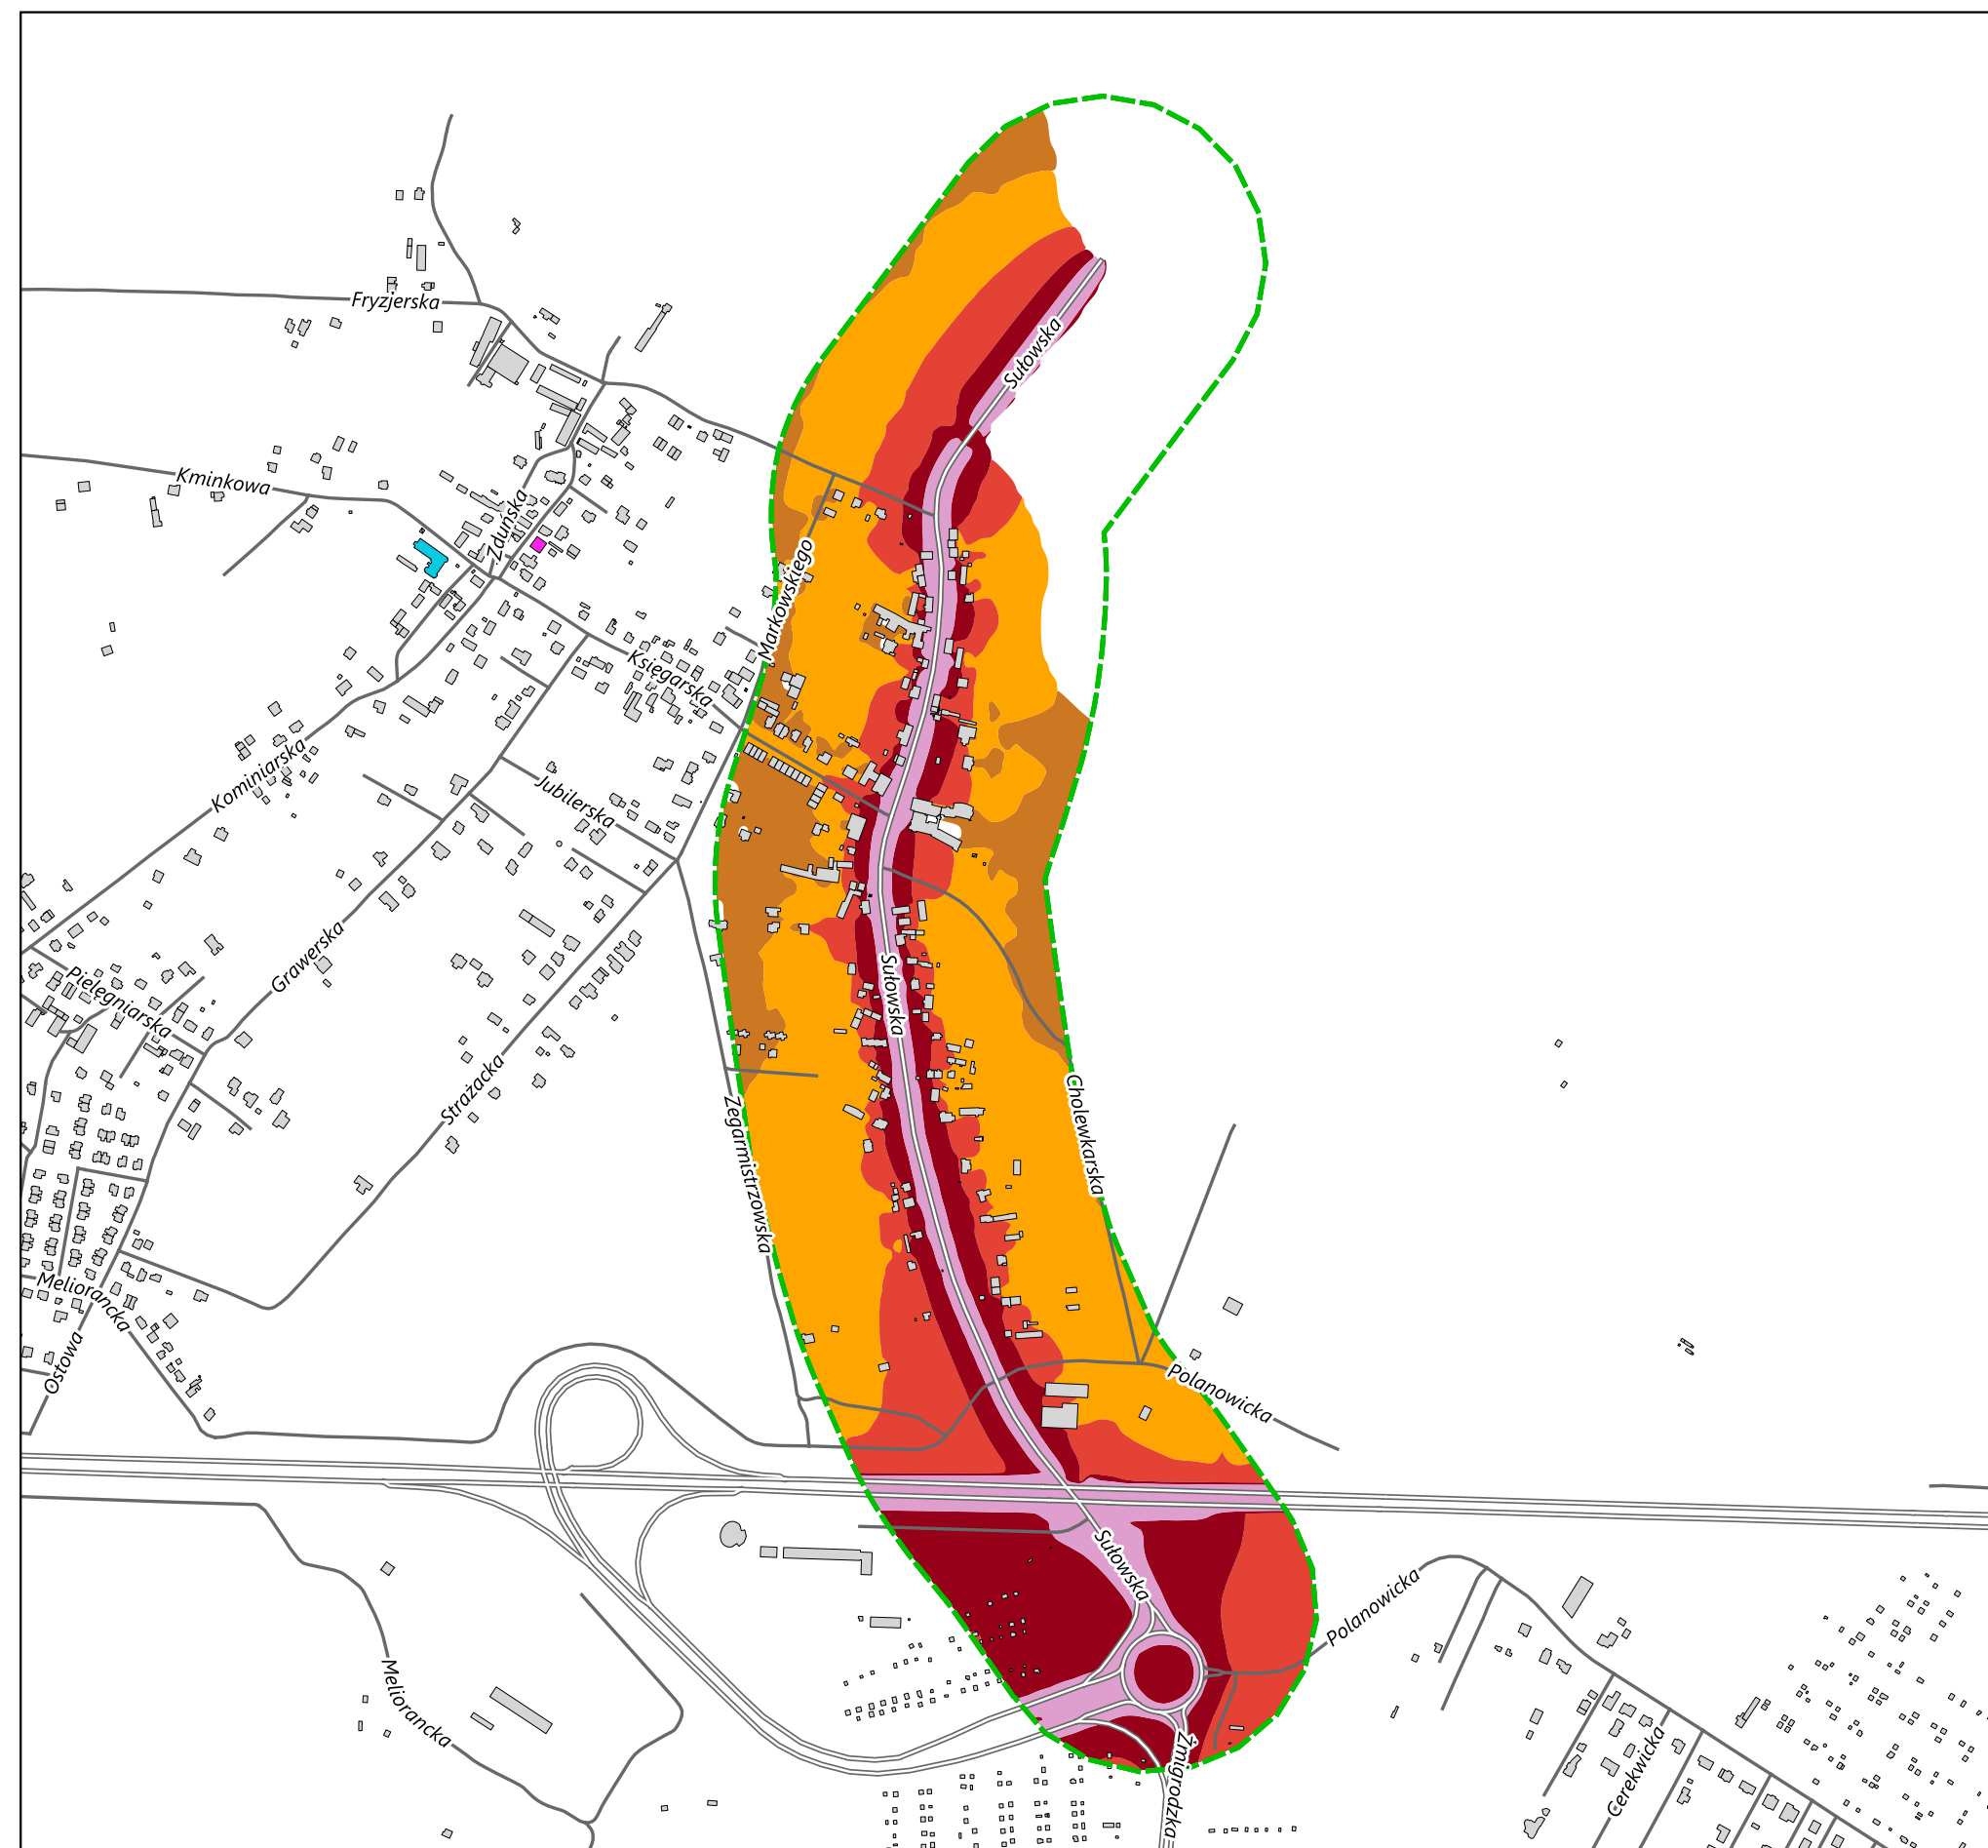 Fryzjerska
Sułowska
Kminkowa
Zduńska
Markowskiego
Księgarska
Kominiarska
Jubilerska
Grawerska
Pielęgniarska
Sułowska
Strażacka
Cholewkarska
Zegarmistrzowska
Meliorancka
Ostowa
Polanowicka
Sułowska
Polanowicka
Meliorancka
Żmigrodzka
Cerekwicka